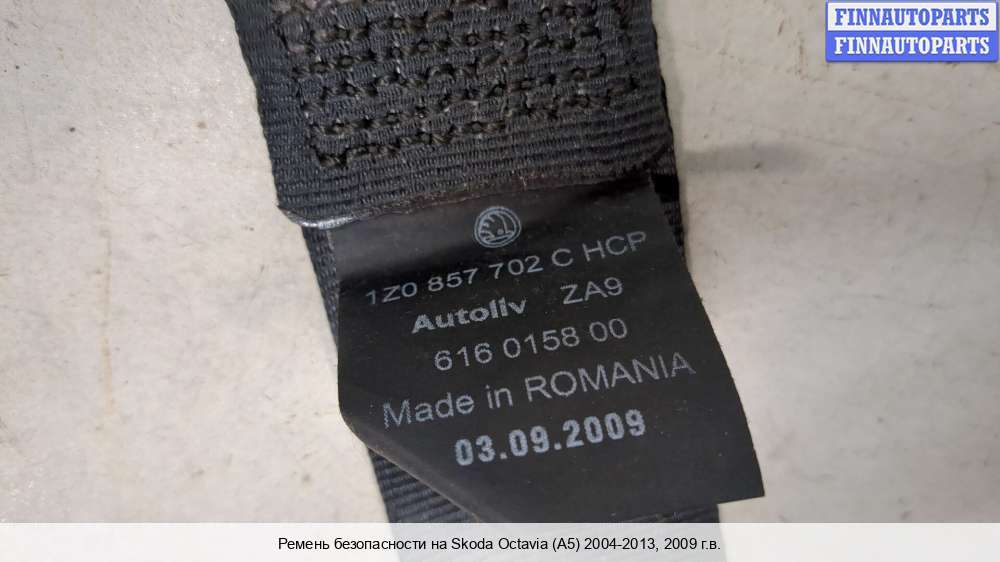 FINNAUTOPARTS
FINNAUTOPARTS
1Z0 857 702 C HCP
Autoliv ZA9
616 0158 00
Made in ROMANIA
03.09.2009
Ремень безопасности на Skoda Octavia (A5) 2004-2013, 2009 г.в.